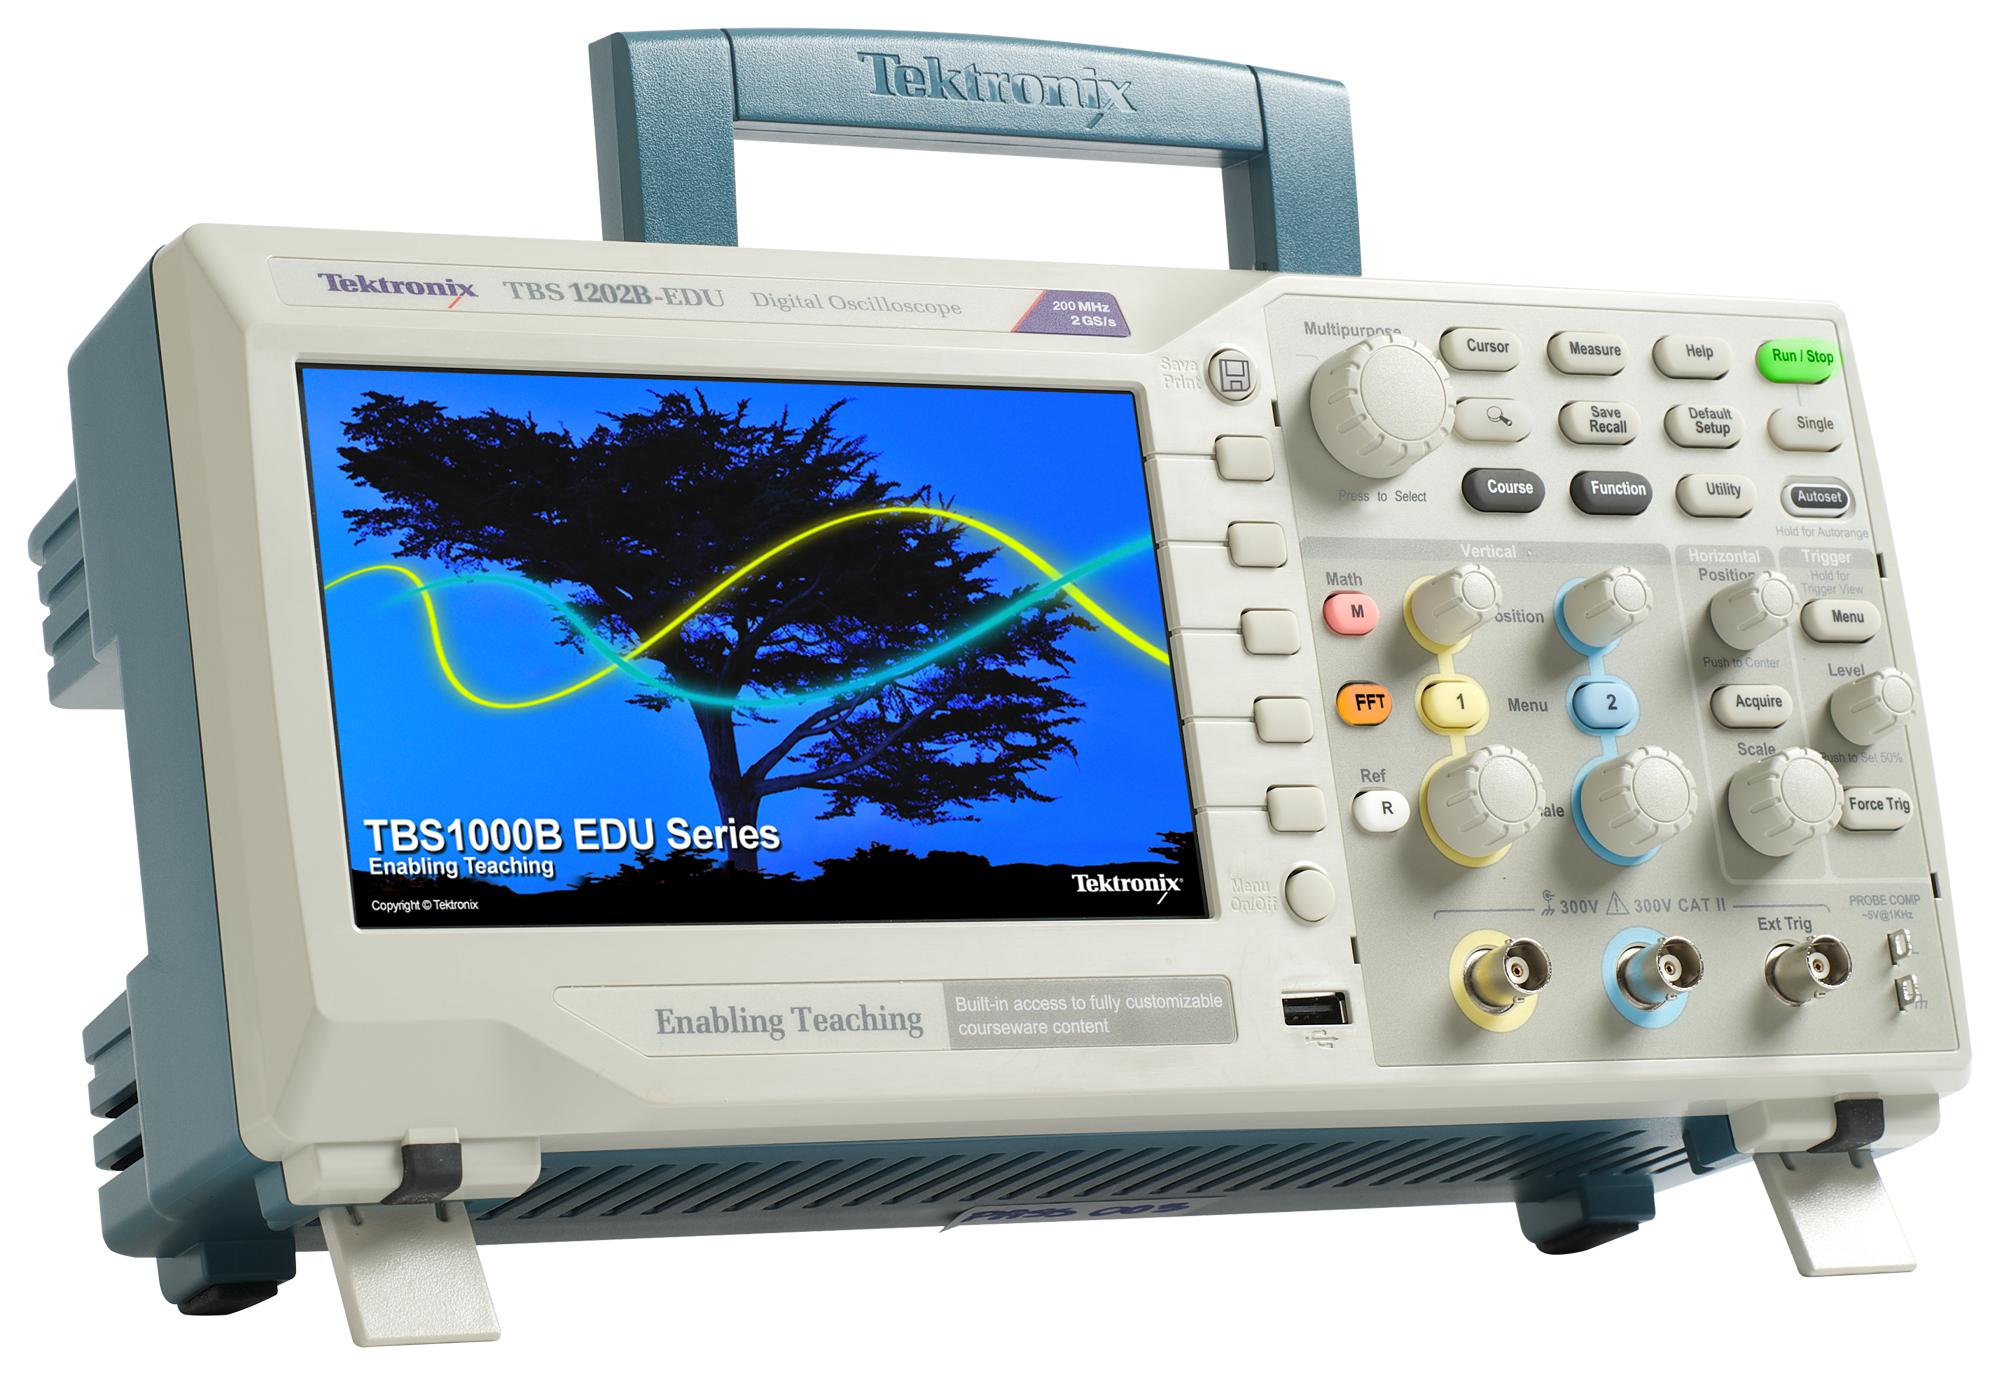 Tektronix
Tektronix TBS 1202B-EDU Digital Oscilloscope
200 MHz
2 GS/s
Save
Print
TBS1000B EDU Series
Enabling Teaching
Copyright © Tektronix
Tektronix
Menu
On/Off
Enabling Teaching
Built-in access to fully customizable
courseware content
Multipurpose
Press to Select
Cursor
Measure
Help
Run / Stop
Save
Recall
Default
Setup
Single
Course
Function
Utility
Autoset
Hold for Autorange
Vertical
Horizontal
Trigger
Position
Hold for
Trigger View
Math
M
osition
Menu
Push to Center
Level
FFT
1
Menu
2
Acquire
Scale
ush to Set 50%
Ref
R
ale
Force Trig
300V
300V CAT II
PROBE COMP
~5V@1KHz
Ext Trig